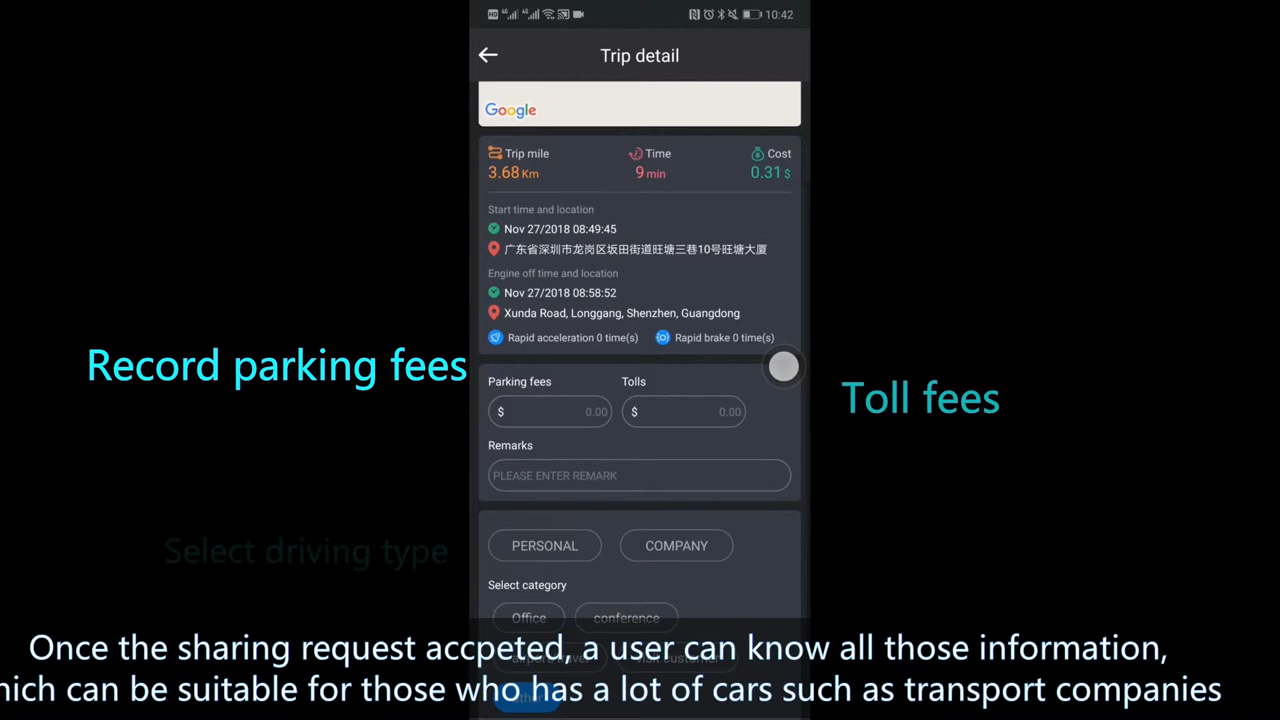 10:42
Trip detail
Google
Trip mile Time Cost
3.68 Km 9 min 0.31 $
Start time and location
Nov 27/2018 08:49:45
广东省深圳市龙岗区坂田街道旺塘三巷10号旺塘大厦
Engine off time and location
Nov 27/2018 08:58:52
Xunda Road, Longgang, Shenzhen, Guangdong
Rapid acceleration 0 time(s) Rapid brake 0 time(s)
Record parking fees
Toll fees
Parking fees Tolls
$ 0.00 $ 0.00
Remarks
PLEASE ENTER REMARK
Select driving type
PERSONAL COMPANY
Select category
Office conference
Once the sharing request accpeted, a user can know all those information,
hich can be suitable for those who has a lot of cars such as transport companies